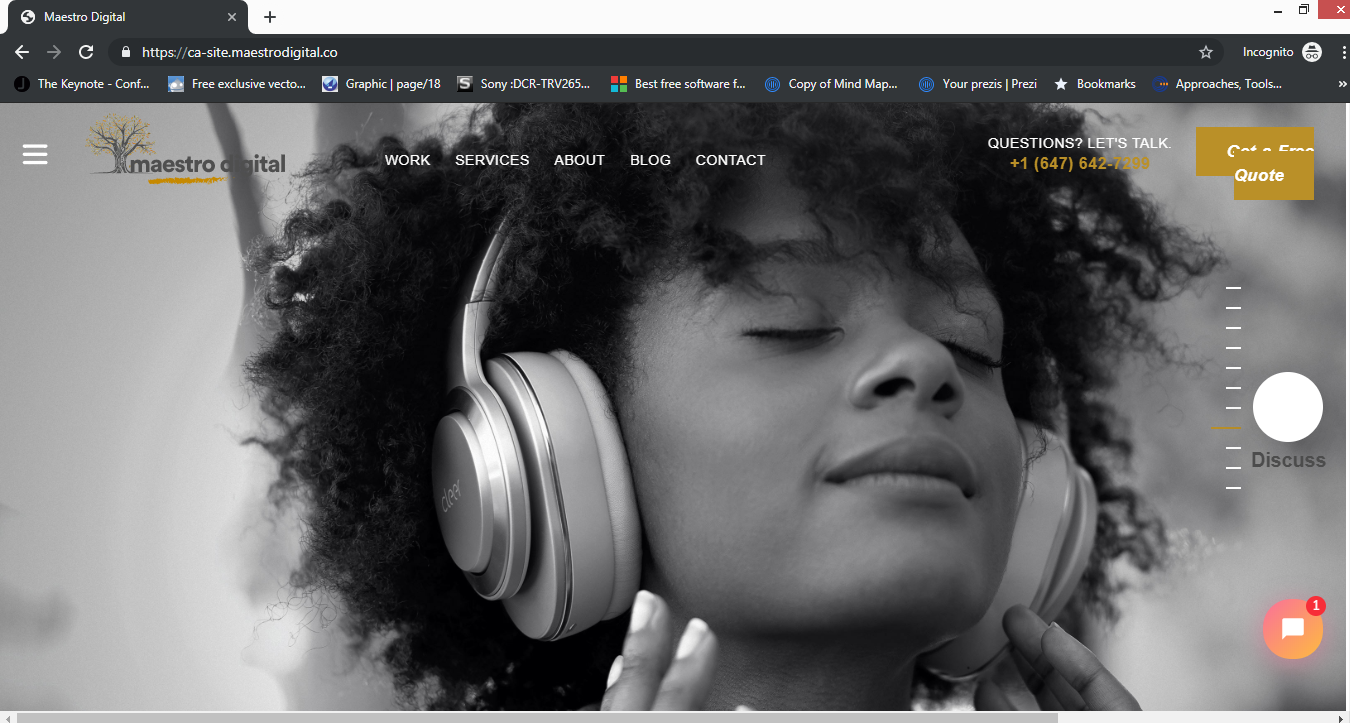 Maestro Digital
https://ca-site.maestrodigital.co
Incognito
The Keynote - Conf...
Free exclusive vecto...
Graphic | page/18
Sony :DCR-TRV265...
Best free software f...
Copy of Mind Map...
Your prezis | Prezi
Bookmarks
Approaches, Tools...
»
maestro digital
WORK
SERVICES
ABOUT
BLOG
CONTACT
QUESTIONS? LET'S TALK.
+1 (647) 642-7299
Get a Free
Quote
cleer
Discuss
1